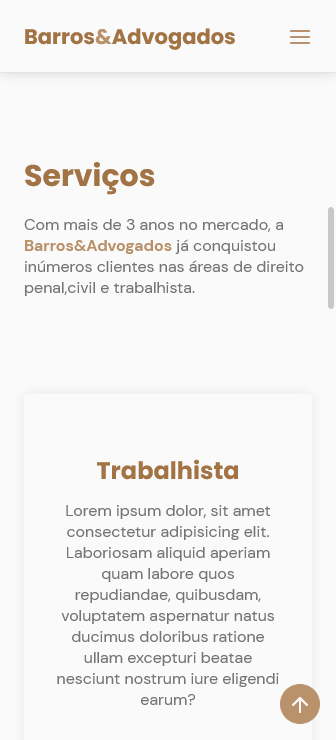 Barros&Advogados
Serviços
Com mais de 3 anos no mercado, a
Barros&Advogados já conquistou
inúmeros clientes nas áreas de direito
penal,civil e trabalhista.
Trabalhista
Lorem ipsum dolor, sit amet
consectetur adipisicing elit.
Laboriosam aliquid aperiam
quam labore quos
repudiandae, quibusdam,
voluptatem aspernatur natus
ducimus doloribus ratione
ullam excepturi beatae
nesciunt nostrum iure eligendi
earum?